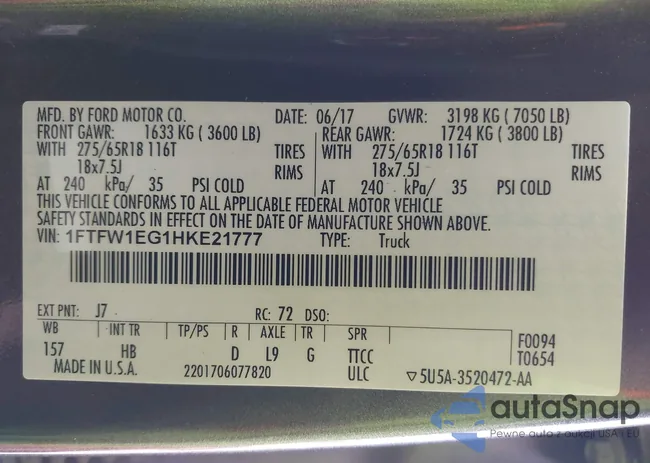 MFD. BY FORD MOTOR CO. DATE: 06/17 GVWR: 3198 KG ( 7050 LB)
FRONT GAWR: 1633 KG ( 3600 LB) REAR GAWR: 1724 KG ( 3800 LB)
WITH 275/65R18 116T TIRES WITH 275/65R18 116T TIRES
18x7.5J RIMS 18x7.5J RIMS
AT 240 kPa/ 35 PSI COLD AT 240 kPa/ 35 PSI COLD
THIS VEHICLE CONFORMS TO ALL APPLICABLE FEDERAL MOTOR VEHICLE
SAFETY STANDARDS IN EFFECT ON THE DATE OF MANUFACTURE SHOWN ABOVE.
VIN: 1FTFW1EG1HKE21777 TYPE: Truck
EXT PNT: J7 RC: 72 DSO:
WB INT TR TP/PS R AXLE TR SPR F0094
157 HB D L9 G TTCC T0654
MADE IN U.S.A. 2201706077820 ULC ▽5U5A-3520472-AA
autaSnap
Pewne auta z aukcji USA i EU